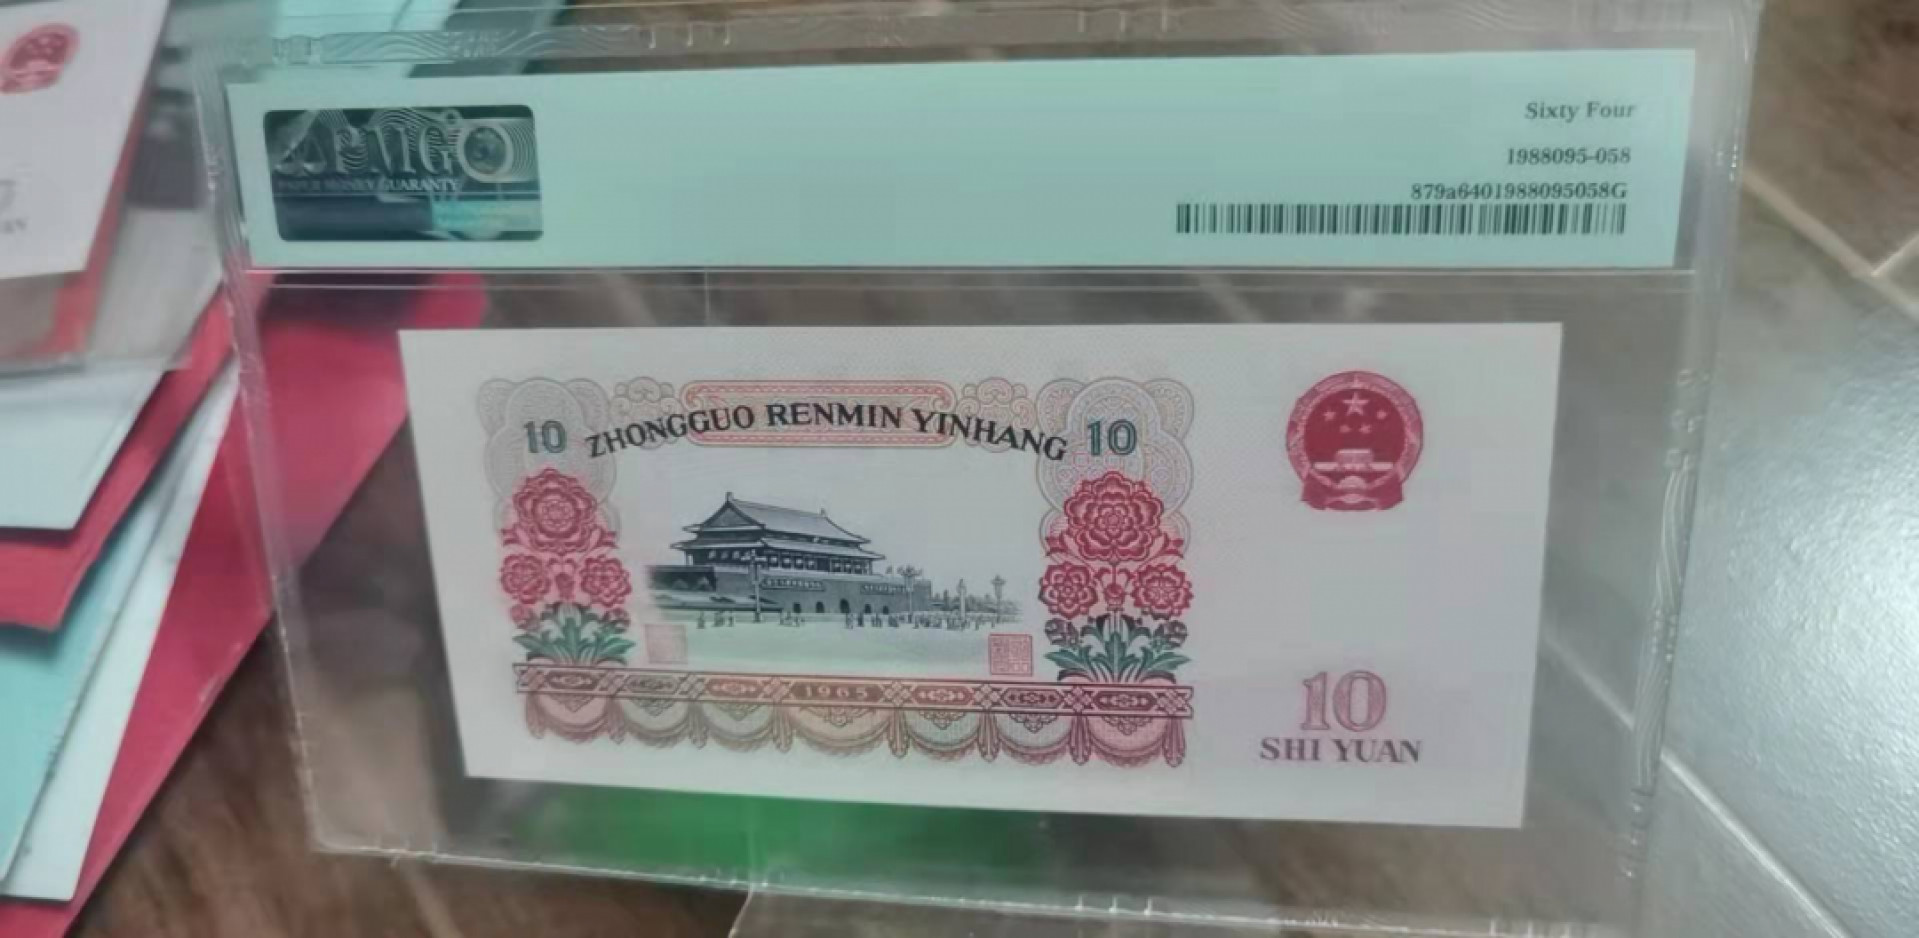 PMG
PAPER MONEY GUARANTY
Sixty Four
1988095-058
879a6401988095058G
10 ZHONGGUO RENMIN YINHANG 10
1965
10
SHI YUAN